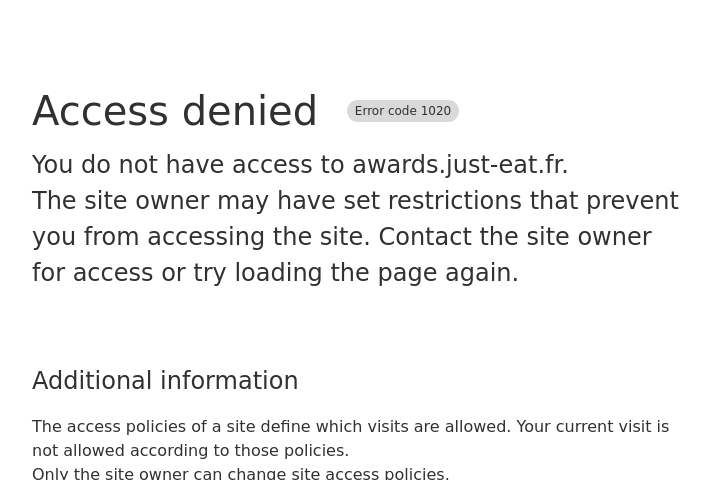 Access denied Error code 1020
You do not have access to awards.just-eat.fr.
The site owner may have set restrictions that prevent
you from accessing the site. Contact the site owner
for access or try loading the page again.
Additional information
The access policies of a site define which visits are allowed. Your current visit is
not allowed according to those policies.
Only the site owner can change site access policies.